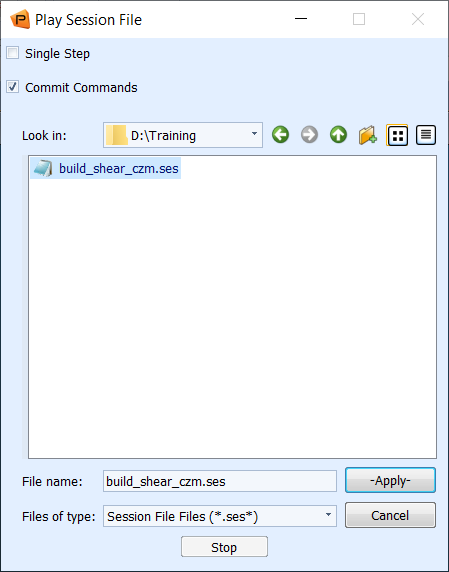 Play Session File
Single Step
Commit Commands
Look in: D:\Training
build_shear_czm.ses
File name: build_shear_czm.ses -Apply-
Files of type: Session File Files (*.ses*) Cancel
Stop